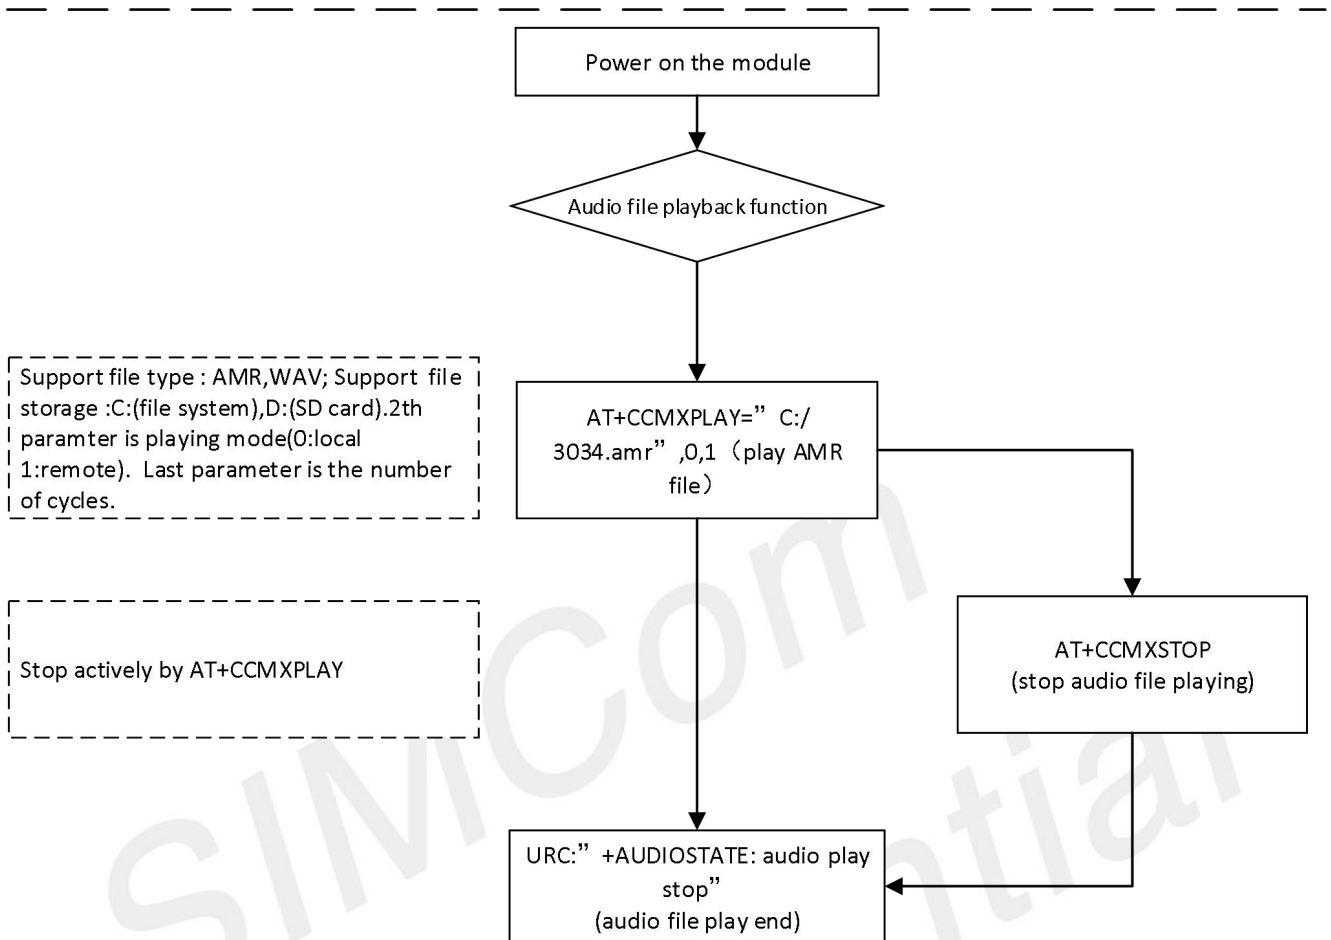 Power on the module
Audio file playback function
Support file type : AMR,WAV; Support file
storage :C:(file system),D:(SD card).2th
paramter is playing mode(0:local
1:remote).  Last parameter is the number
of cycles.
AT+CCMXPLAY=” C:/
3034.amr” ,0,1（play AMR
file）
Stop actively by AT+CCMXPLAY
AT+CCMXSTOP
(stop audio file playing)
URC:” +AUDIOSTATE: audio play
stop”
(audio file play end)
SIMCom
ntial